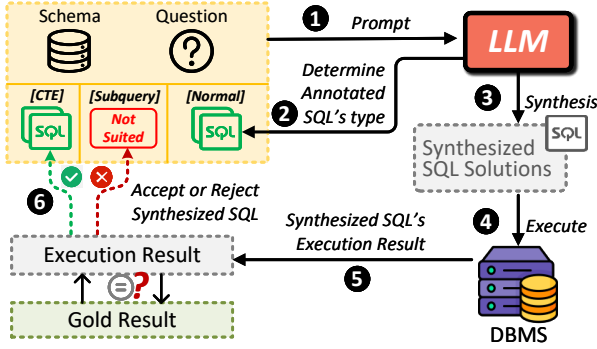 Schema
Question
1
Prompt
LLM
[CTE]
[Subquery]
[Normal]
SQL
Not
Suited
SQL
Determine
Annotated
SQL's type
2
3
Synthesis
SQL
Synthesized
SQL Solutions
6
Accept or Reject
Synthesized SQL
Synthesized SQL's
Execution Result
4
Execute
5
Execution Result
=?
Gold Result
DBMS